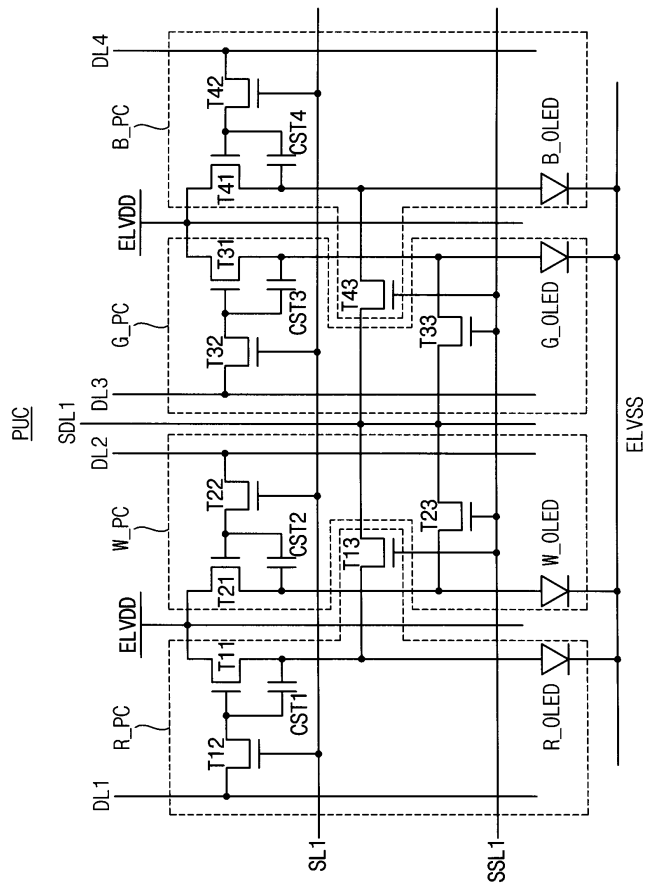 PUC
R_PC
W_PC
G_PC
B_PC
DL1
ELVDD
DL2
SDL1
DL3
ELVDD
DL4
T12
T11
T21
T22
T32
T31
T41
T42
CST1
CST2
CST3
CST4
SL1
T13
T43
T23
T33
SSL1
R_OLED
W_OLED
G_OLED
B_OLED
ELVSS